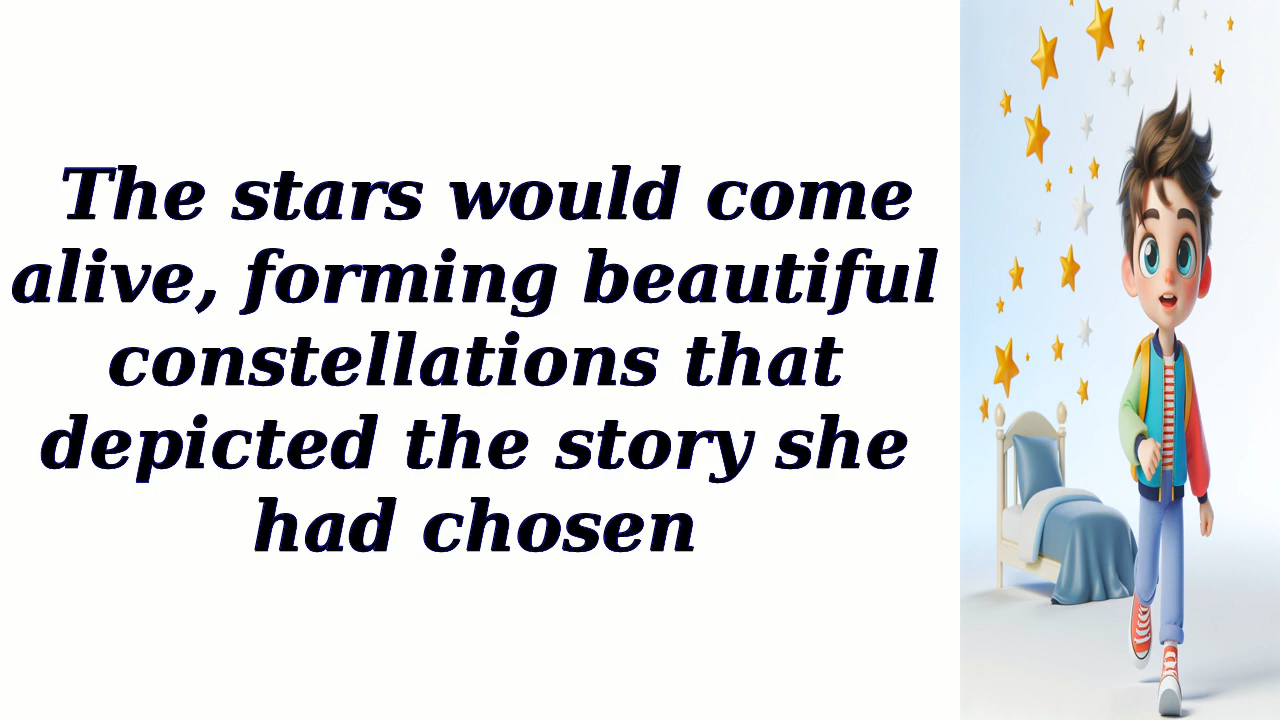 The stars would come
alive, forming beautiful
constellations that
depicted the story she
had chosen